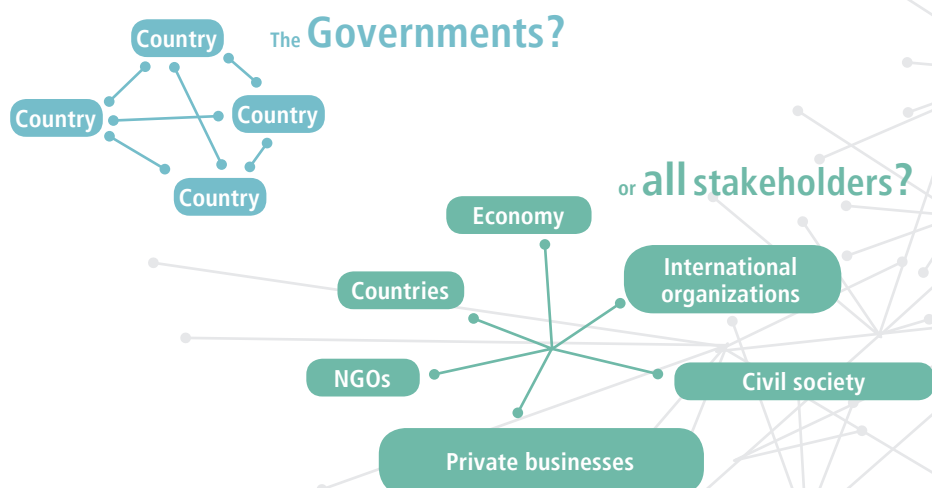 The Governments?
Country
Country
Country
Country
or all stakeholders?
Economy
International
organizations
Countries
NGOs
Civil society
Private businesses